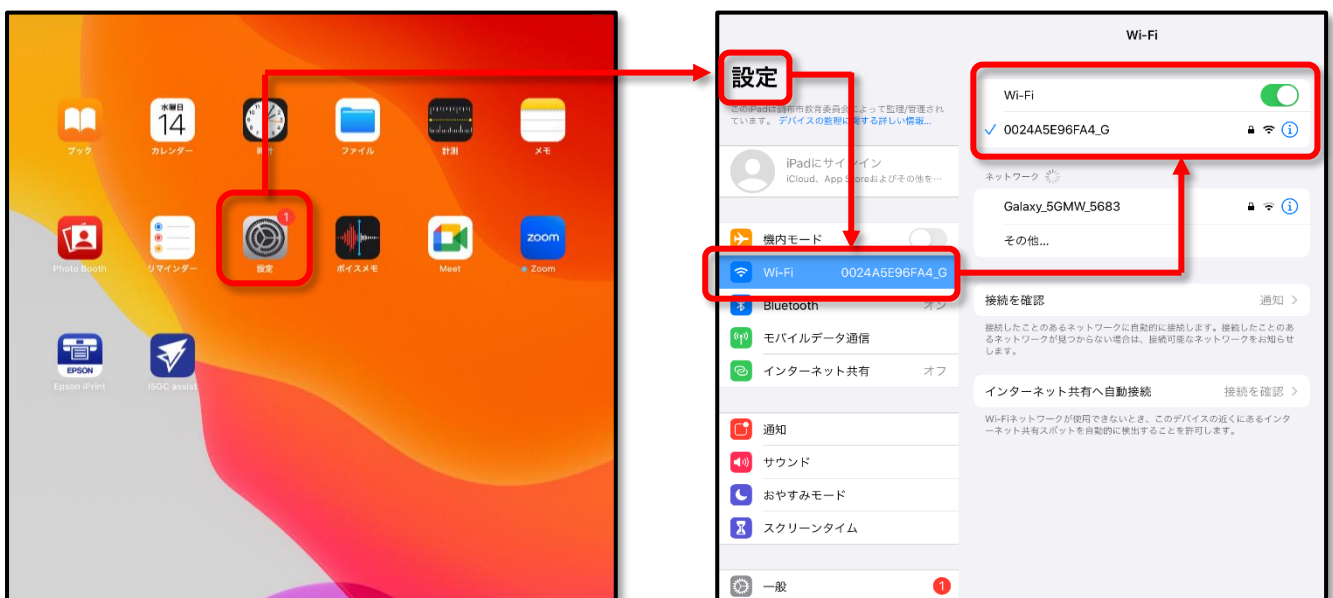 水曜日
14
ブック
カレンダー
時計
ファイル
計測
メモ
1
zoom
Photo Booth
リマインダー
設定
ボイスメモ
Meet
Zoom
EPSON
Epson iPrint
ISGC assist
設定
このiPadは調布市教育委員会によって監理/管理され
ています。 デバイスの監理に関する詳しい情報...
iPadにサインイン
iCloud、App Storeおよびその他を…
機内モード
Wi-Fi 0024A5E96FA4_G
Bluetooth オン
モバイルデータ通信
インターネット共有 オフ
通知
サウンド
おやすみモード
スクリーンタイム
一般 1
Wi-Fi
Wi-Fi
0024A5E96FA4_G
ネットワーク
Galaxy_5GMW_5683
その他...
接続を確認 通知
接続したことのあるネットワークに自動的に接続します。接続したことのあ
るネットワークが見つからない場合は、接続可能なネットワークをお知らせ
します。
インターネット共有へ自動接続 接続を確認
Wi-Fiネットワークが使用できないとき、このデバイスの近くにあるインタ
ーネット共有スポットを自動的に検出することを許可します。